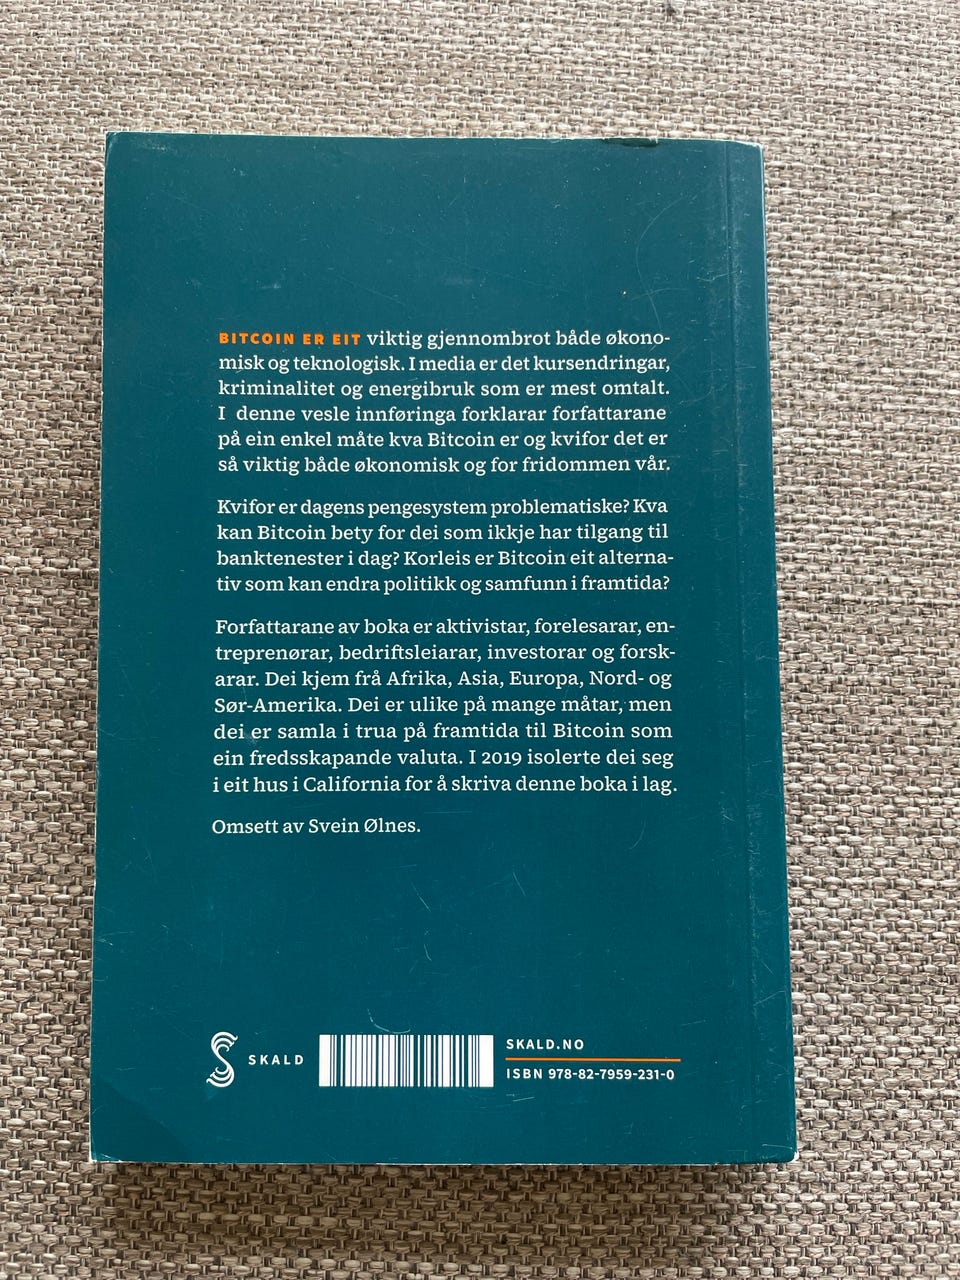 BITCOIN ER EIT viktig gjennombrot både økono-
misk og teknologisk. I media er det kursendringar,
kriminalitet og energibruk som er mest omtalt.
I denne vesle innføringa forklarar forfattarane
på ein enkel måte kva Bitcoin er og kvifor det er
så viktig både økonomisk og for fridommen vår.
Kvifor er dagens pengesystem problematiske? Kva
kan Bitcoin bety for dei som ikkje har tilgang til
banktenester i dag? Korleis er Bitcoin eit alterna-
tiv som kan endra politikk og samfunn i framtida?
Forfattarane av boka er aktivistar, forelesarar, en-
treprenørar, bedriftsleiarar, investorar og forsk-
arar. Dei kjem frå Afrika, Asia, Europa, Nord- og
Sør-Amerika. Dei er ulike på mange måtar, men
dei er samla i trua på framtida til Bitcoin som
ein fredsskapande valuta. I 2019 isolerte dei seg
i eit hus i California for å skriva denne boka i lag.
Omsett av Svein Ølnes.
SKALD
SKALD.NO
ISBN 978-82-7959-231-0